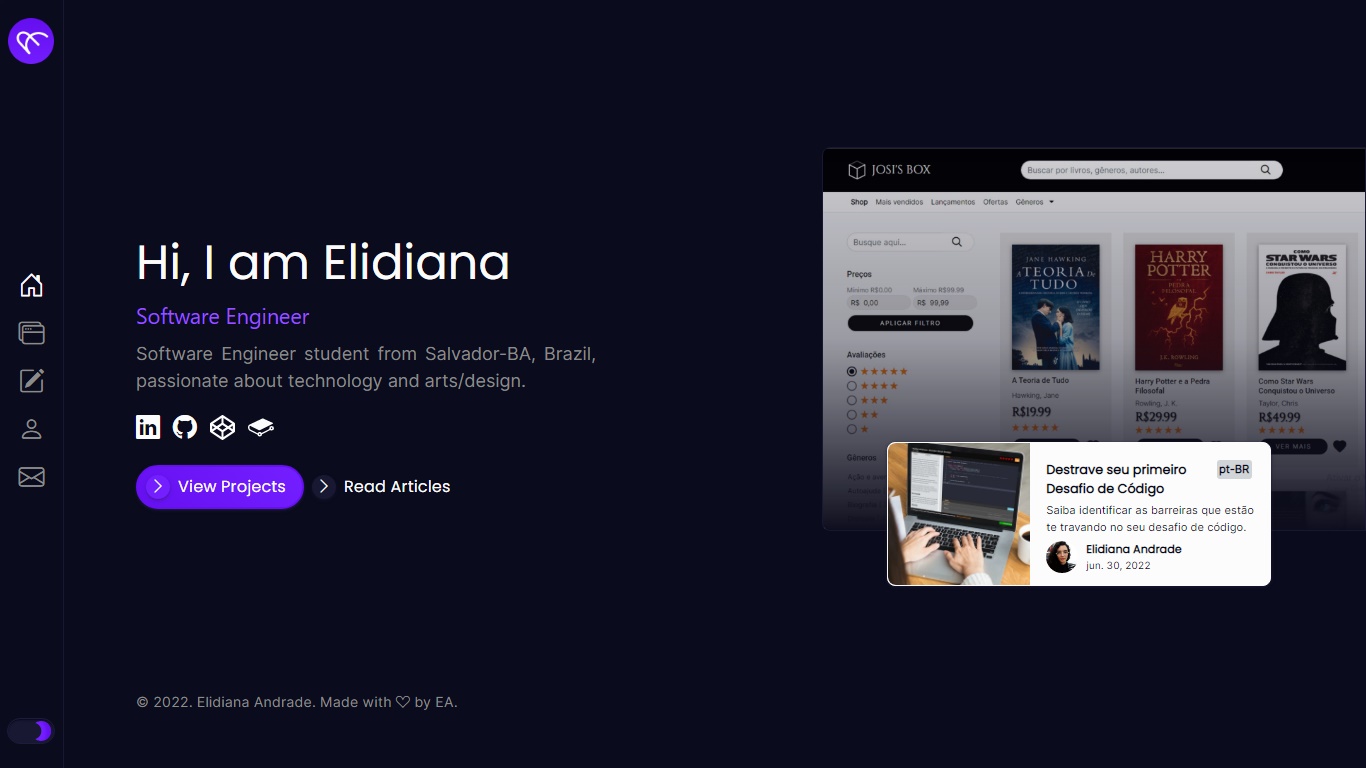 Hi, I am Elidiana
Software Engineer
Software Engineer student from Salvador-BA, Brazil,
passionate about technology and arts/design.
View Projects
Read Articles
© 2022. Elidiana Andrade. Made with ♡ by EA.
JOSI'S BOX
Buscar por livros, gêneros, autores...
Shop Mais vendidos Lançamentos Ofertas Gêneros
Busque aqui...
Preços
Mínimo R$0.00 Máximo R$99.99
R$ 0,00 R$ 99,99
APLICAR FILTRO
Avaliações
Gêneros
JANE HAWKING
A TEORIA DE
TUDO
A Teoria de Tudo
Hawking, Jane
R$19.99
HARRY
POTTER
PEDRA
FILOSOFAL
J.K. ROWLING
Harry Potter e a Pedra
Filosofal
Rowling, J. K.
R$29.99
COMO
STAR WARS
CONQUISTOU O UNIVERSO
Como Star Wars
Conquistou o Universo
Taylor, Chris
R$49.99
VER MAIS
Destrave seu primeiro
Desafio de Código
pt-BR
Saiba identificar as barreiras que estão
te travando no seu desafio de código.
Elidiana Andrade
jun. 30, 2022